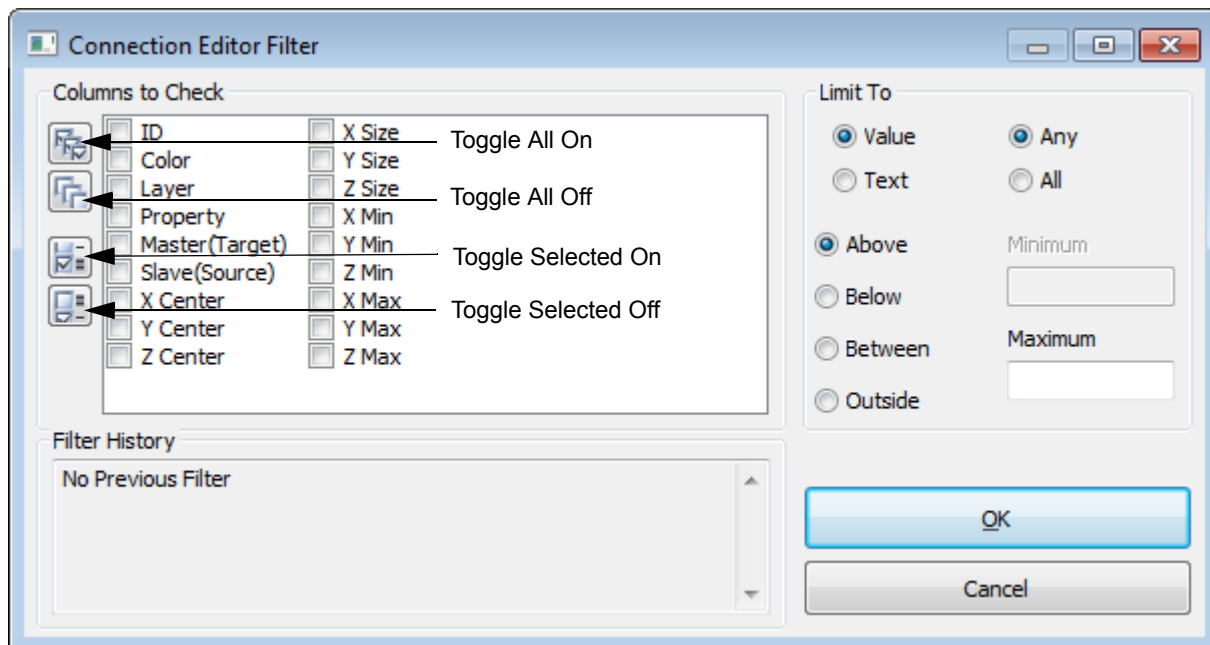 Connection Editor Filter
Columns to Check
ID
Color
Layer
Property
Master(Target)
Slave(Source)
X Center
Y Center
Z Center
X Size
Y Size
Z Size
X Min
Y Min
Z Min
X Max
Y Max
Z Max
Toggle All On
Toggle All Off
Toggle Selected On
Toggle Selected Off
Limit To
Value
Any
Text
All
Above
Minimum
Below
Between
Maximum
Outside
Filter History
No Previous Filter
OK
Cancel